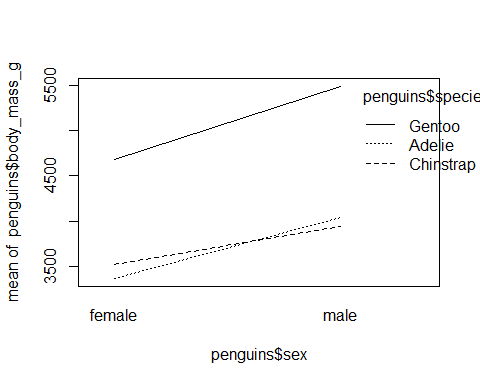 mean of penguins$body_mass_g
5500
4500
3500
penguins$specie
Gentoo
Adelie
Chinstrap
female
male
penguins$sex